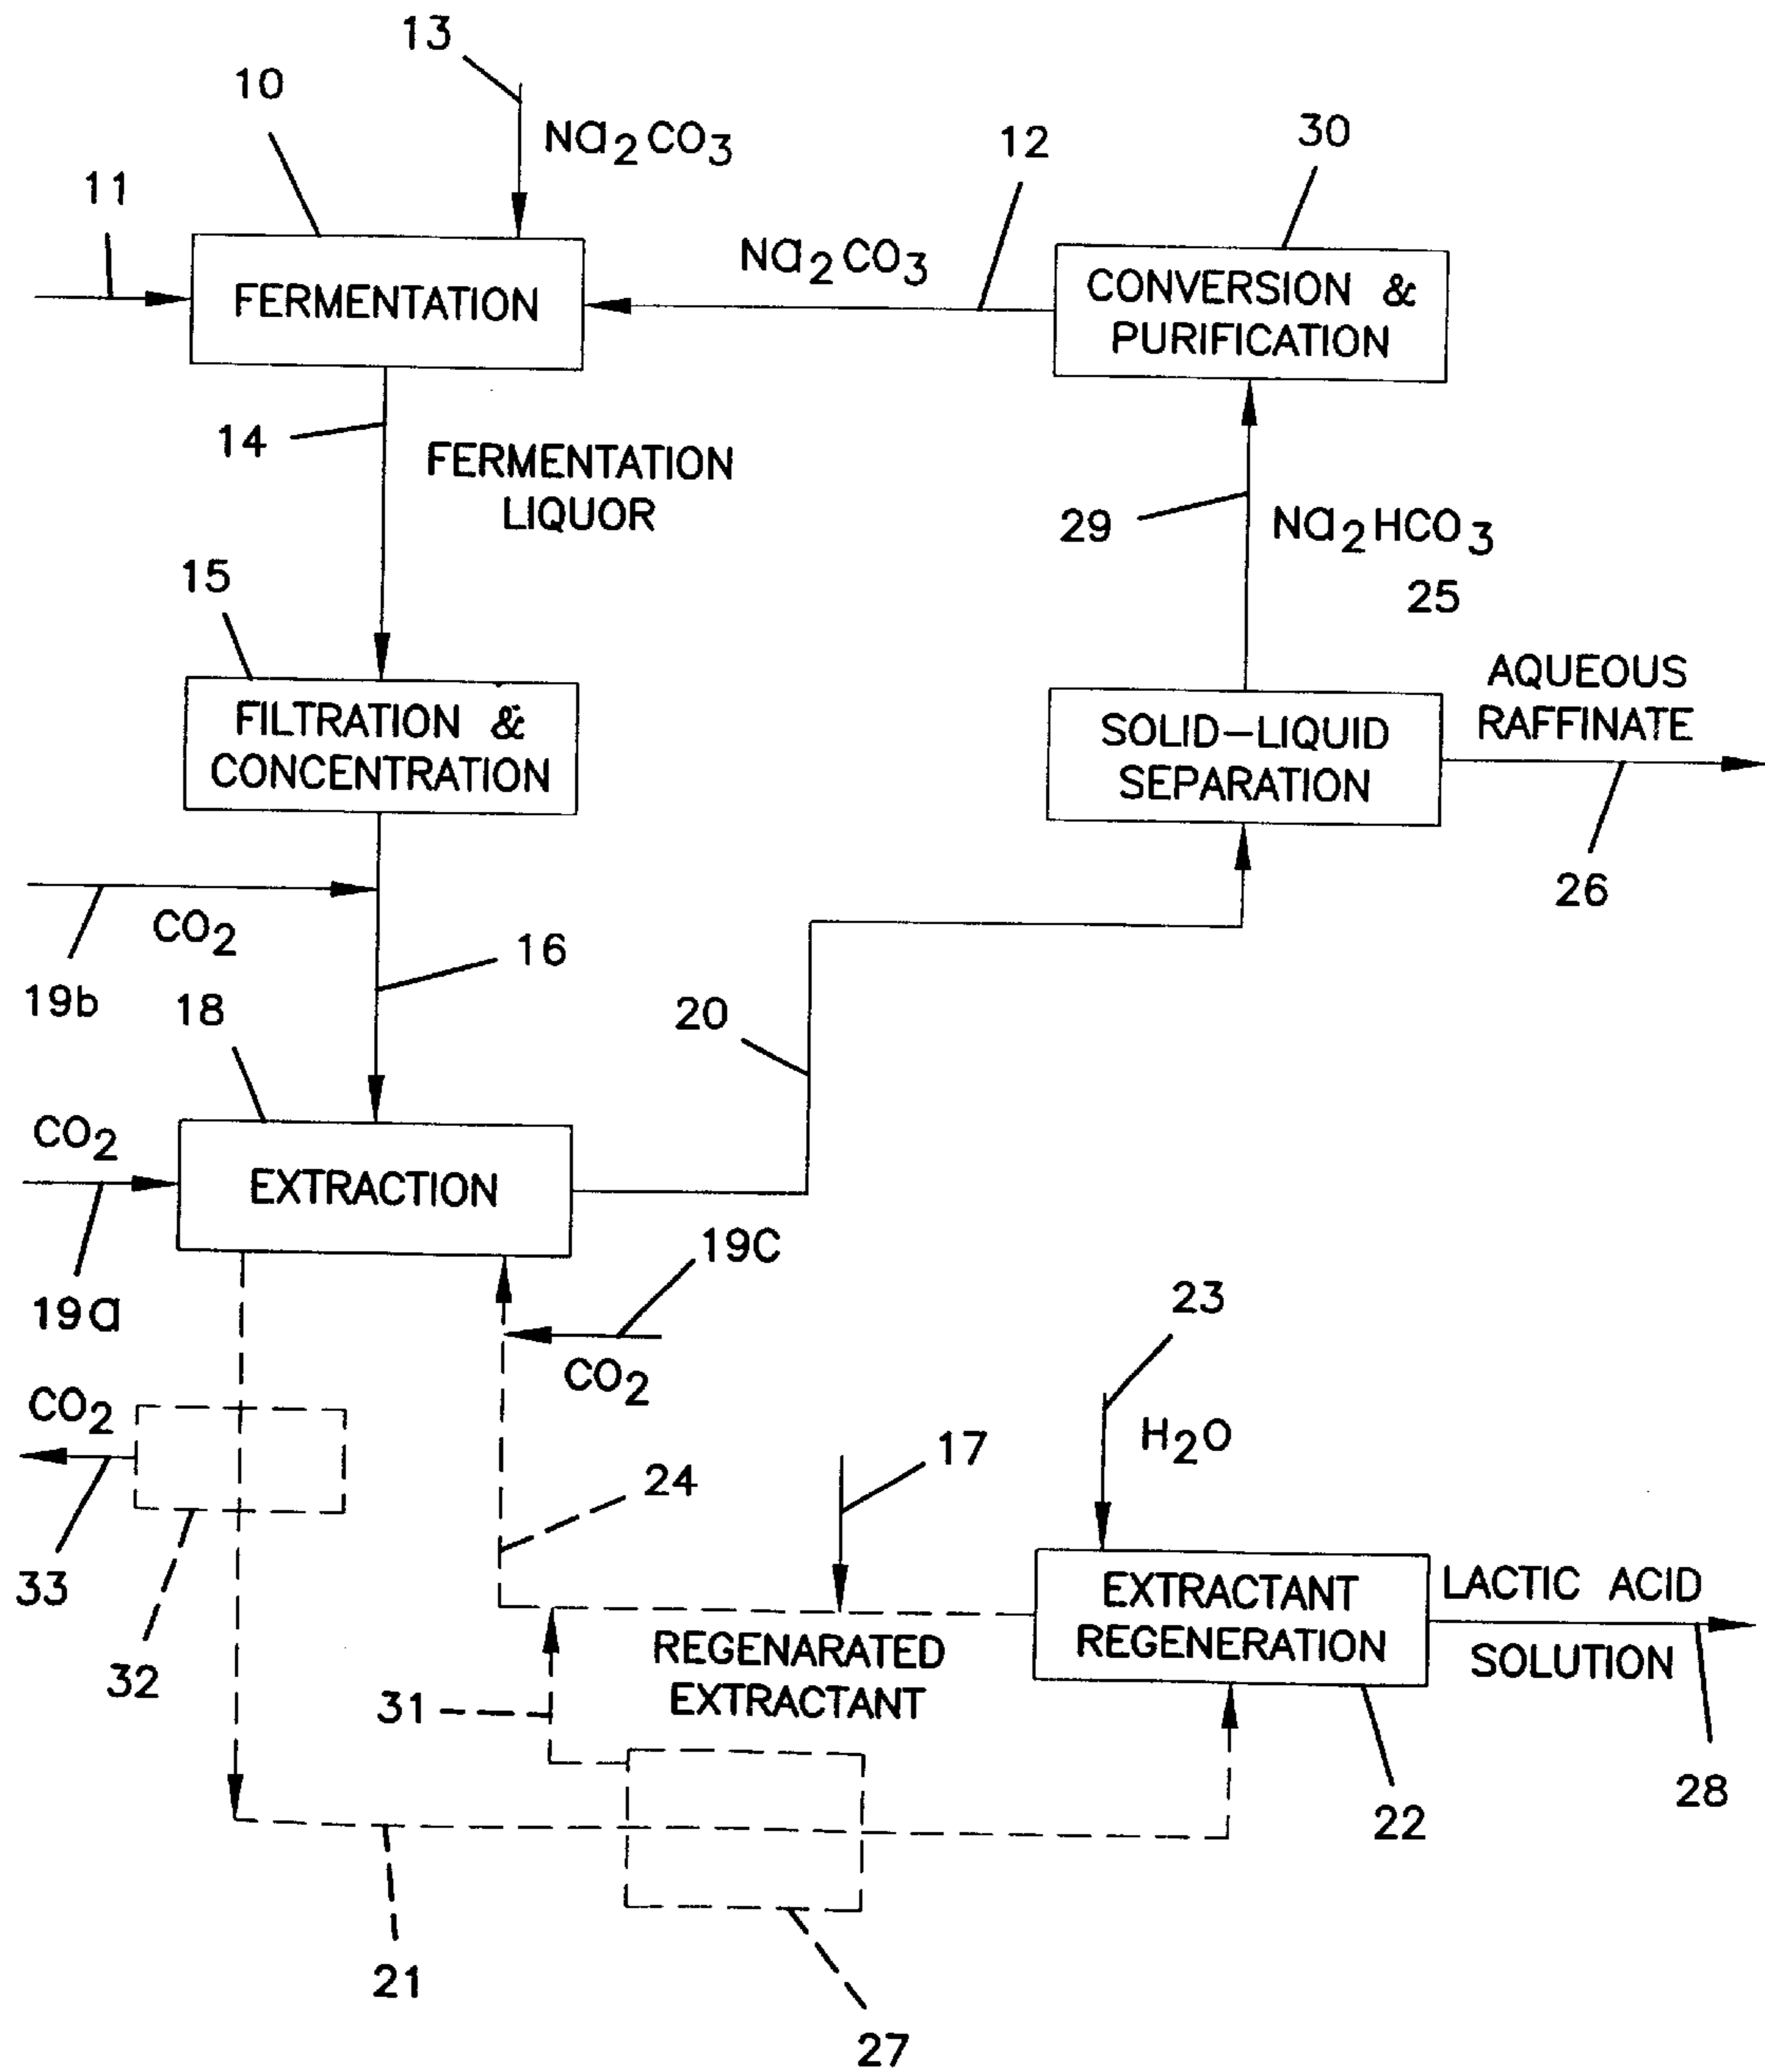 13
10
Na2CO3
12
30
11
Na2CO3
FERMENTATION
CONVERSION &
PURIFICATION
14
FERMENTATION
LIQUOR
29
Na2HCO3
25
15
FILTRATION &
CONCENTRATION
SOLID-LIQUID
SEPARATION
AQUEOUS
RAFFINATE
26
CO2
19b
16
18
20
CO2
EXTRACTION
19a
19C
CO2
23
H2O
CO2
33
32
24
17
EXTRACTANT
REGENERATION
LACTIC ACID
SOLUTION
REGENARATED
EXTRACTANT
31
28
22
21
27